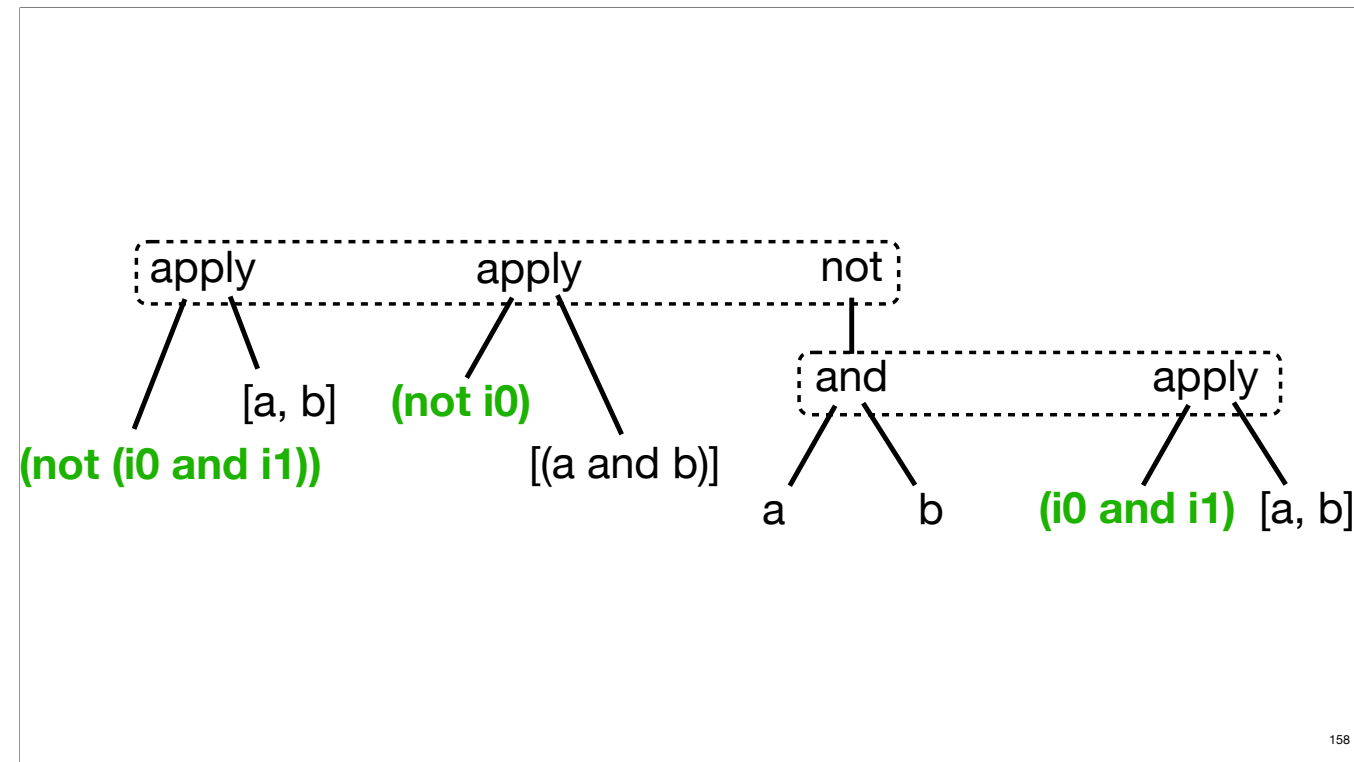 apply apply not
and apply
[a, b] (not i0)
(not (i0 and i1)) [(a and b)]
a b (i0 and i1) [a, b]
158